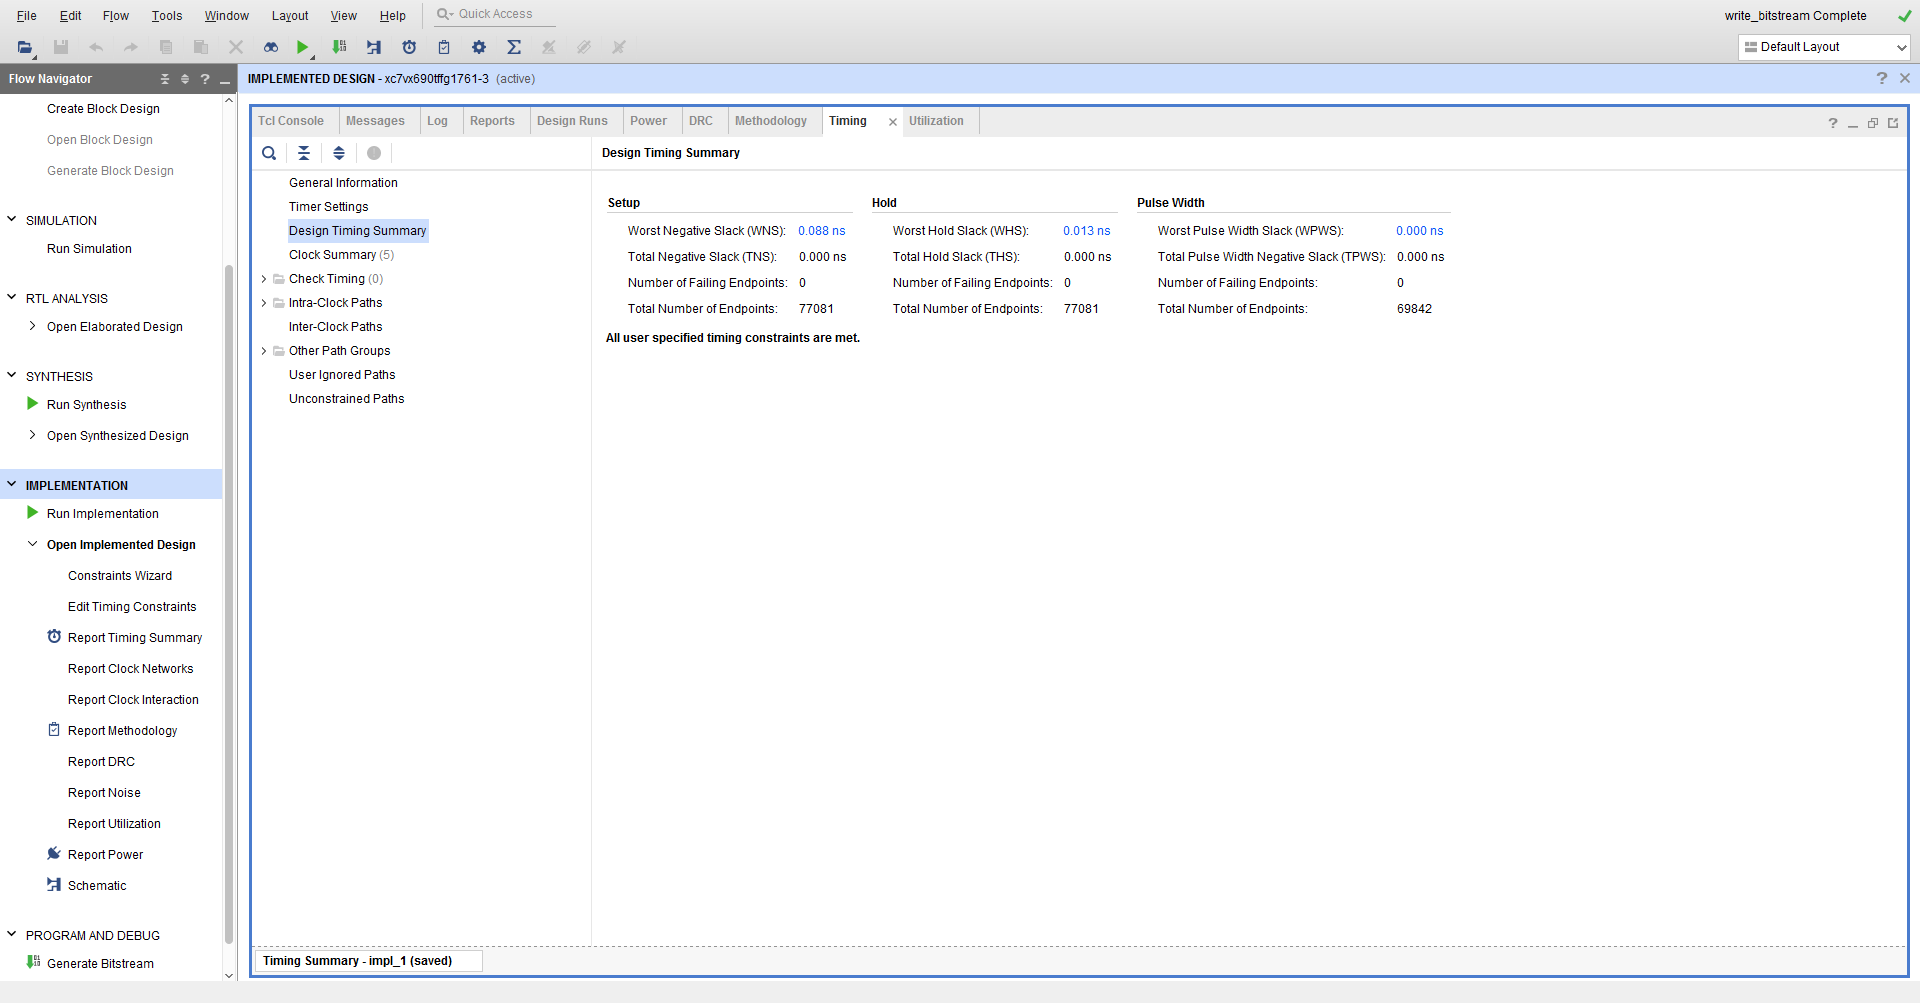 File Edit Flow Tools Window Layout View Help Quick Access write_bitstream Complete
Default Layout
Flow Navigator
IMPLEMENTED DESIGN - xc7vx690tffg1761-3 (active)
Create Block Design
Open Block Design
Generate Block Design
SIMULATION
Run Simulation
RTL ANALYSIS
Open Elaborated Design
SYNTHESIS
Run Synthesis
Open Synthesized Design
IMPLEMENTATION
Run Implementation
Open Implemented Design
Constraints Wizard
Edit Timing Constraints
Report Timing Summary
Report Clock Networks
Report Clock Interaction
Report Methodology
Report DRC
Report Noise
Report Utilization
Report Power
Schematic
PROGRAM AND DEBUG
Generate Bitstream
Tcl Console Messages Log Reports Design Runs Power DRC Methodology Timing Utilization
General Information
Timer Settings
Design Timing Summary
Clock Summary (5)
Check Timing (0)
Intra-Clock Paths
Inter-Clock Paths
Other Path Groups
User Ignored Paths
Unconstrained Paths
Design Timing Summary
Setup Hold Pulse Width
Worst Negative Slack (WNS): 0.088 ns Worst Hold Slack (WHS): 0.013 ns Worst Pulse Width Slack (WPWS): 0.000 ns
Total Negative Slack (TNS): 0.000 ns Total Hold Slack (THS): 0.000 ns Total Pulse Width Negative Slack (TPWS): 0.000 ns
Number of Failing Endpoints: 0 Number of Failing Endpoints: 0 Number of Failing Endpoints: 0
Total Number of Endpoints: 77081 Total Number of Endpoints: 77081 Total Number of Endpoints: 69842
All user specified timing constraints are met.
Timing Summary - impl_1 (saved)